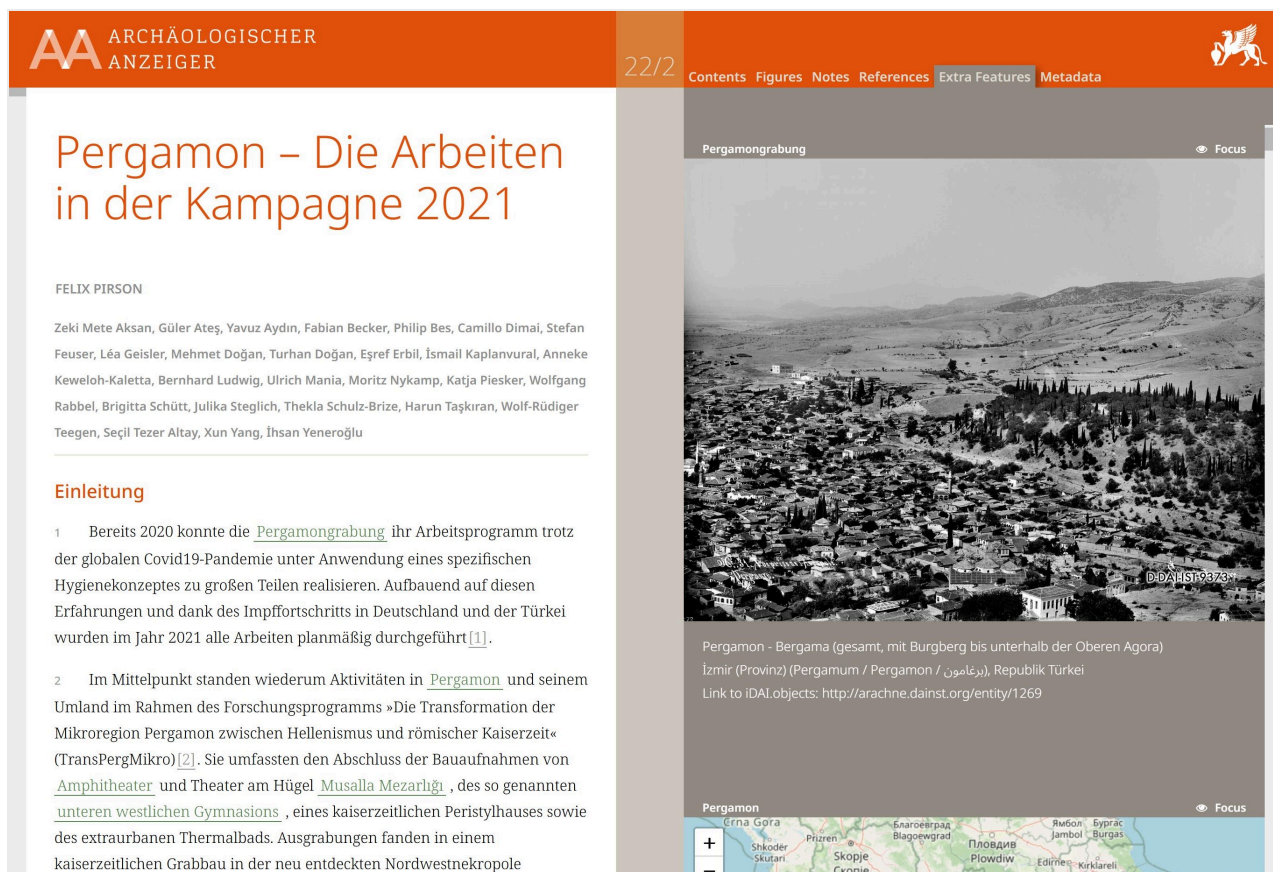 AA ARCHÄOLOGISCHER
ANZEIGER
22/2
Contents Figures Notes References Extra Features Metadata
Pergamon – Die Arbeiten
in der Kampagne 2021
FELIX PIRSON
Zeki Mete Aksan, Güler Ateş, Yavuz Aydın, Fabian Becker, Philip Bes, Camillo Dimai, Stefan
Feuser, Léa Geisler, Mehmet Doğan, Turhan Doğan, Eşref Erbil, İsmail Kaplanvural, Anneke
Keweloh-Kaletta, Bernhard Ludwig, Ulrich Mania, Moritz Nykamp, Katja Piesker, Wolfgang
Rabbel, Brigitta Schütt, Julika Steglich, Thekla Schulz-Brize, Harun Taşkıran, Wolf-Rüdiger
Teegen, Seçil Tezer Altay, Xun Yang, İhsan Yeneroğlu
Einleitung
1 Bereits 2020 konnte die Pergamongrabung ihr Arbeitsprogramm trotz
der globalen Covid19-Pandemie unter Anwendung eines spezifischen
Hygienekonzeptes zu großen Teilen realisieren. Aufbauend auf diesen
Erfahrungen und dank des Impffortschritts in Deutschland und der Türkei
wurden im Jahr 2021 alle Arbeiten planmäßig durchgeführt[1].
2 Im Mittelpunkt standen wiederum Aktivitäten in Pergamon und seinem
Umland im Rahmen des Forschungsprogramms »Die Transformation der
Mikroregion Pergamon zwischen Hellenismus und römischer Kaiserzeit«
(TransPergMikro)[2]. Sie umfassten den Abschluss der Bauaufnahmen von
Amphitheater und Theater am Hügel Musalla Mezarlığı , des so genannten
unteren westlichen Gymnasions , eines kaiserzeitlichen Peristylhauses sowie
des extraurbanen Thermalbads. Ausgrabungen fanden in einem
kaiserzeitlichen Grabbau in der neu entdeckten Nordwestnekropole
Pergamongrabung Focus
D-DAI-IST-9373
Pergamon - Bergama (gesamt, mit Burgberg bis unterhalb der Oberen Agora)
İzmir (Provinz) (Pergamum / Pergamon / برغامون), Republik Türkei
Link to iDAI.objects: http://arachne.dainst.org/entity/1269
Pergamon Focus
+
Crna Gora
Prizren
Благоевград
Blagoewgrad
Ямбол
Jambol
Бургас
Burgas
Shkodër
Skutari
Skopje
Пловдив
Plowdiw
Edirne
Kırklareli